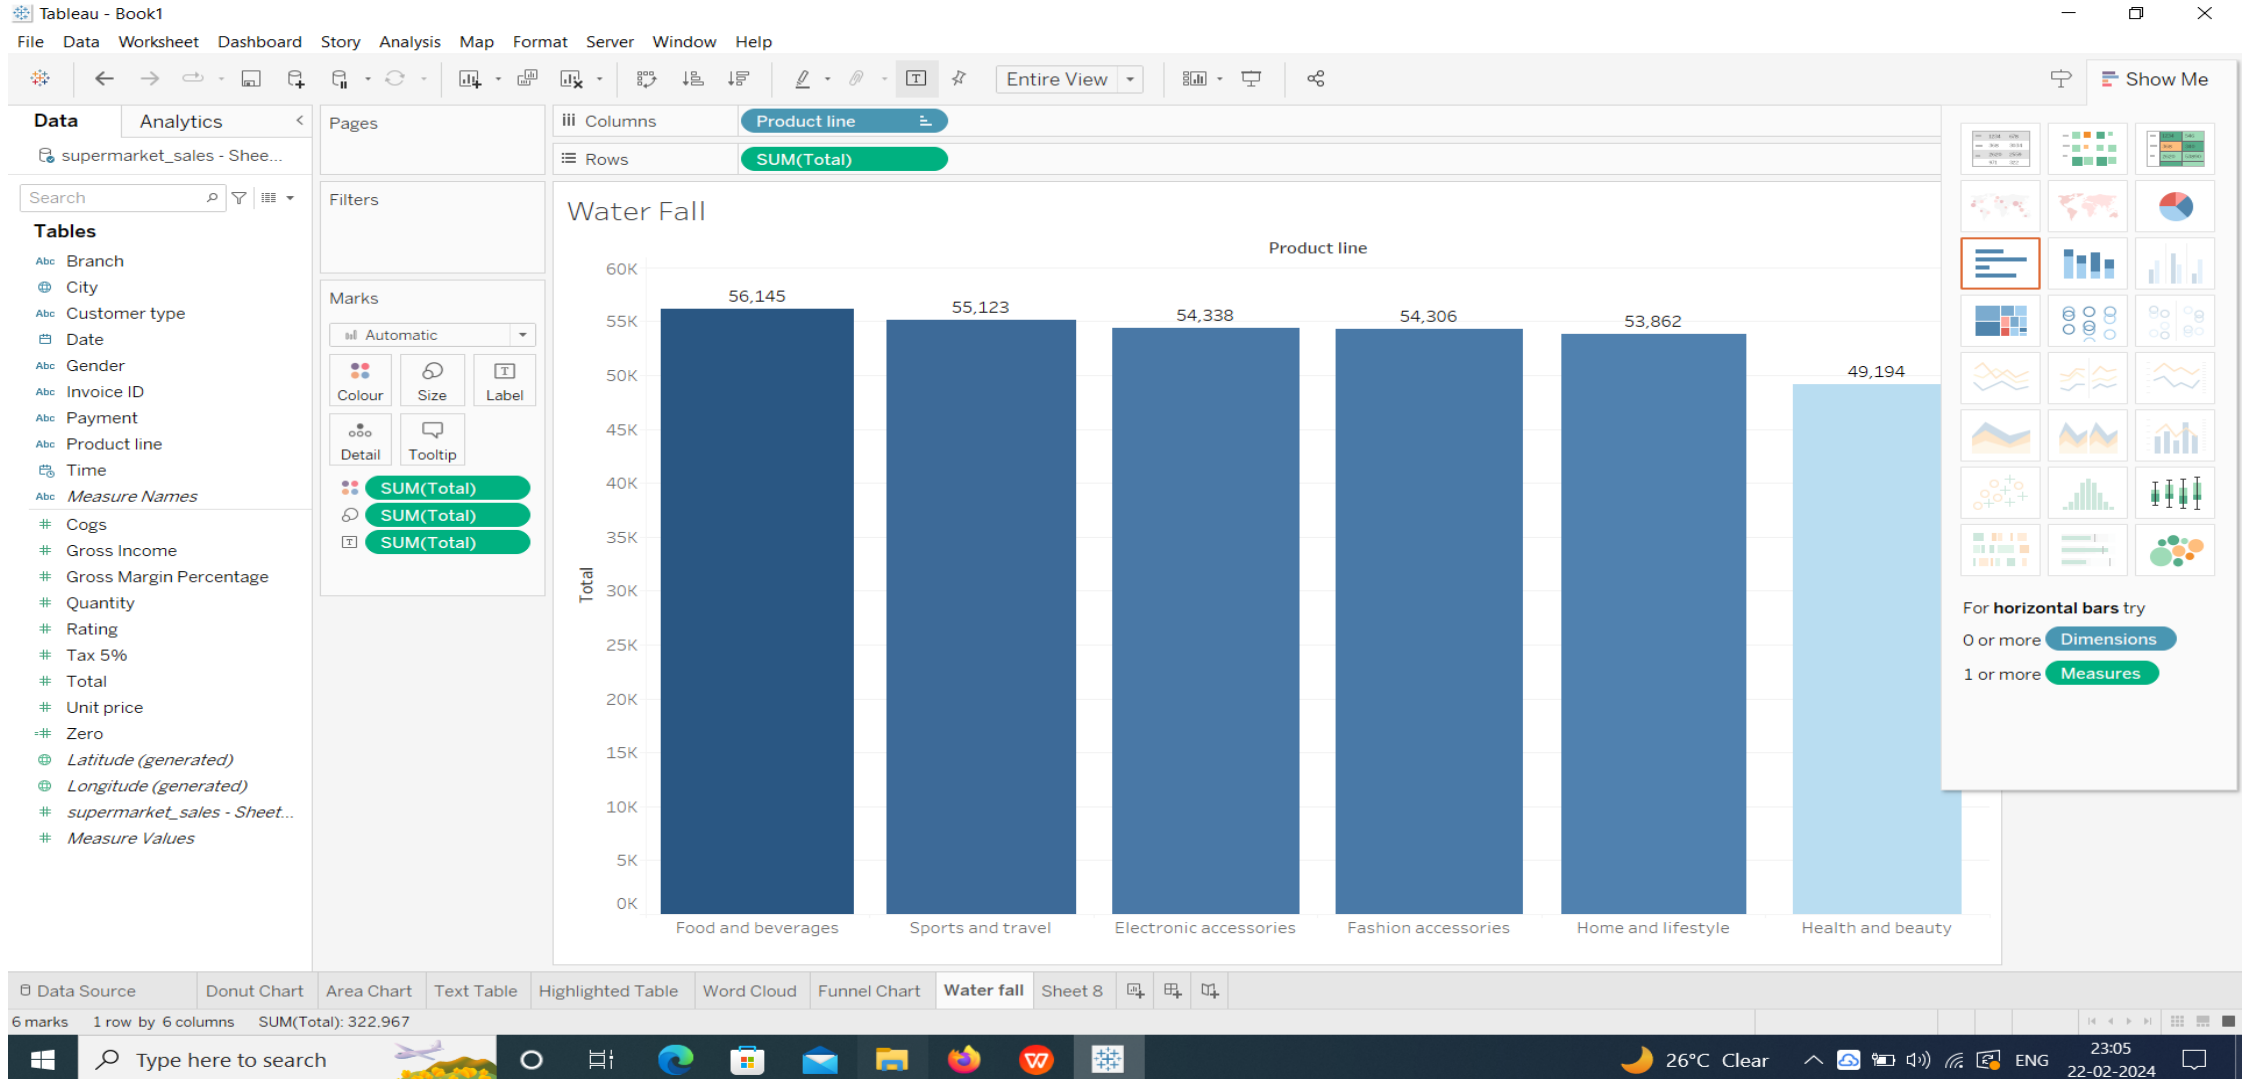 Tableau - Book1
File Data Worksheet Dashboard Story Analysis Map Format Server Window Help
Entire View
Show Me
Data Analytics
supermarket_sales - Shee...
Search
Tables
Abc Branch
City
Abc Customer type
Date
Abc Gender
Abc Invoice ID
Abc Payment
Abc Product line
Time
Abc Measure Names
# Cogs
# Gross Income
# Gross Margin Percentage
# Quantity
# Rating
# Tax 5%
# Total
# Unit price
=# Zero
Latitude (generated)
Longitude (generated)
# supermarket_sales - Sheet...
# Measure Values
Pages
Filters
Marks
Automatic
Colour Size Label
Detail Tooltip
SUM(Total)
SUM(Total)
SUM(Total)
Columns Product line
Rows SUM(Total)
Water Fall
Product line
60K
55K
50K
45K
40K
35K
30K
25K
20K
15K
10K
5K
0K
Total
56,145
55,123
54,338
54,306
53,862
49,194
Food and beverages Sports and travel Electronic accessories Fashion accessories Home and lifestyle Health and beauty
For horizontal bars try
0 or more Dimensions
1 or more Measures
Data Source Donut Chart Area Chart Text Table Highlighted Table Word Cloud Funnel Chart Water fall Sheet 8
6 marks 1 row by 6 columns SUM(Total): 322,967
Type here to search
26°C Clear
ENG
23:05
22-02-2024